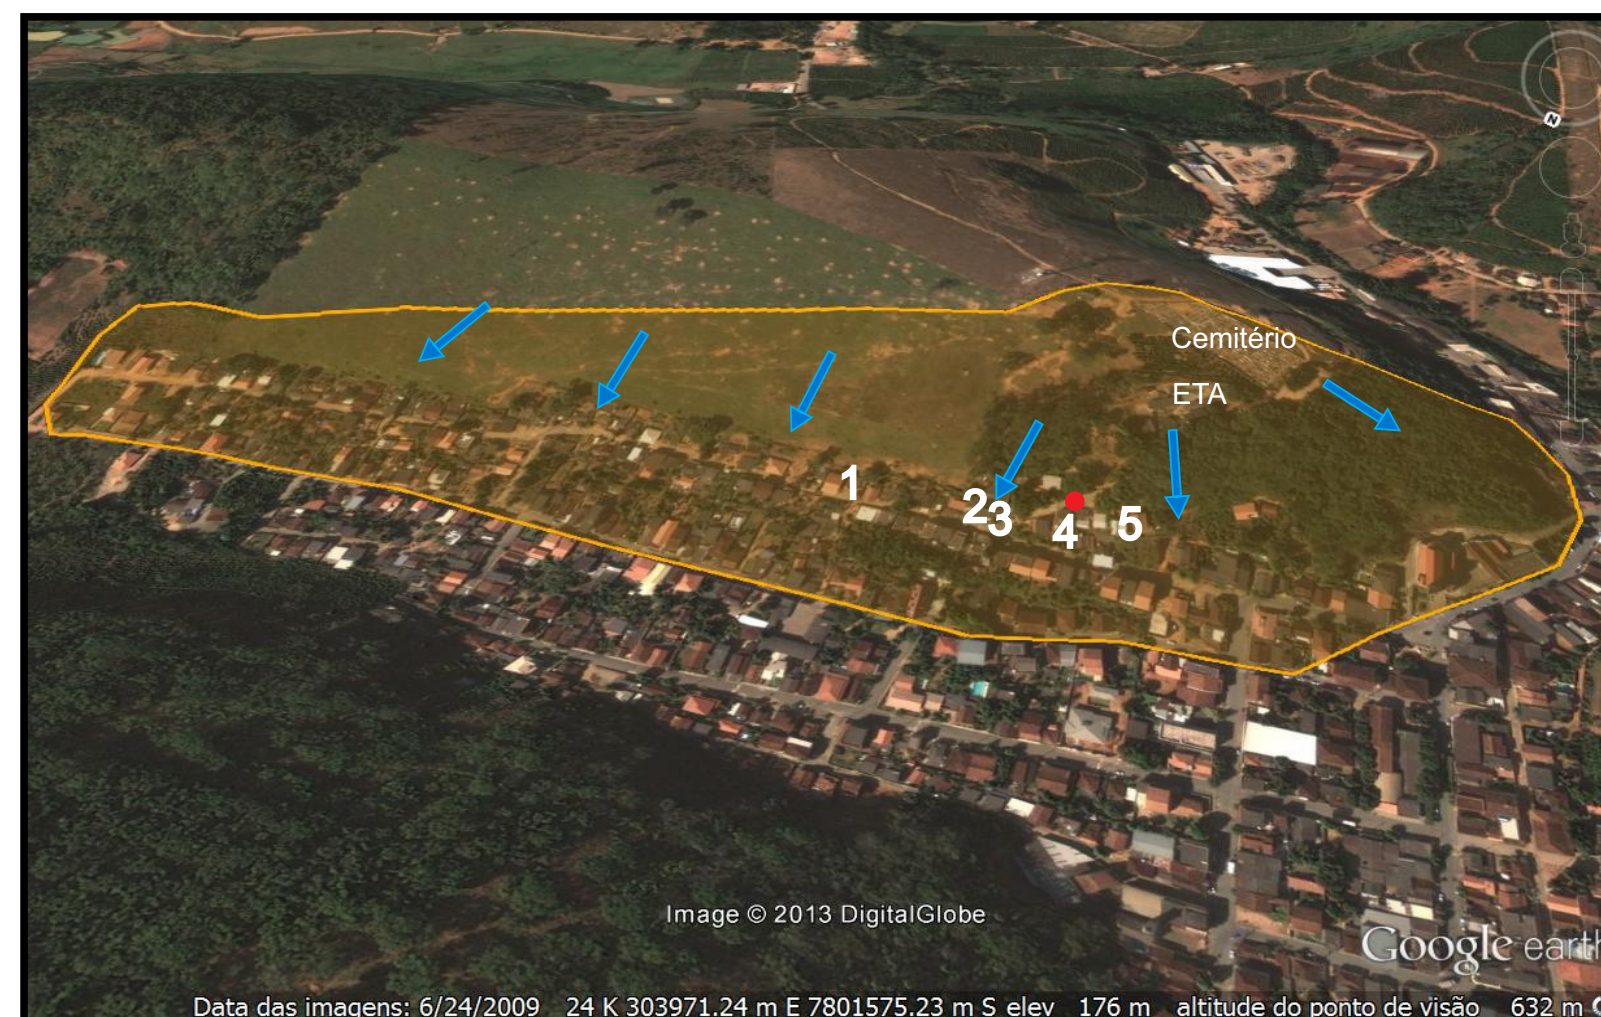 N
Cemitério
ETA
1
2
3
4
5
Image © 2013 DigitalGlobe
Google earth
Data das imagens: 6/24/2009 24 K 303971.24 m E 7801575.23 m S elev 176 m altitude do ponto de visão 632 m